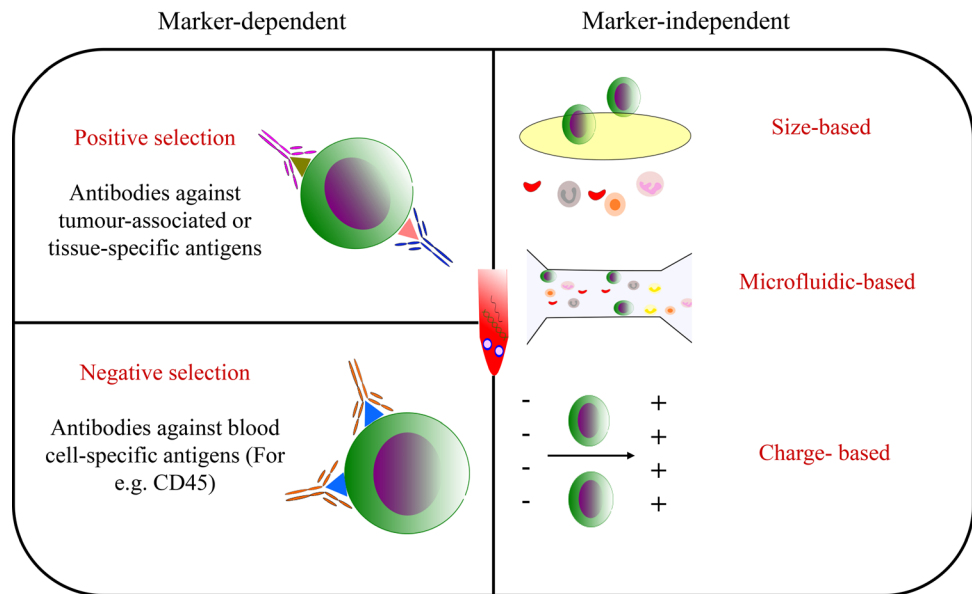 Marker-dependent
Marker-independent
Positive selection
Antibodies against
tumour-associated or
tissue-specific antigens
Negative selection
Antibodies against blood
cell-specific antigens (For
e.g. CD45)
Size-based
Microfluidic-based
- +
- +
- +
- +
Charge- based